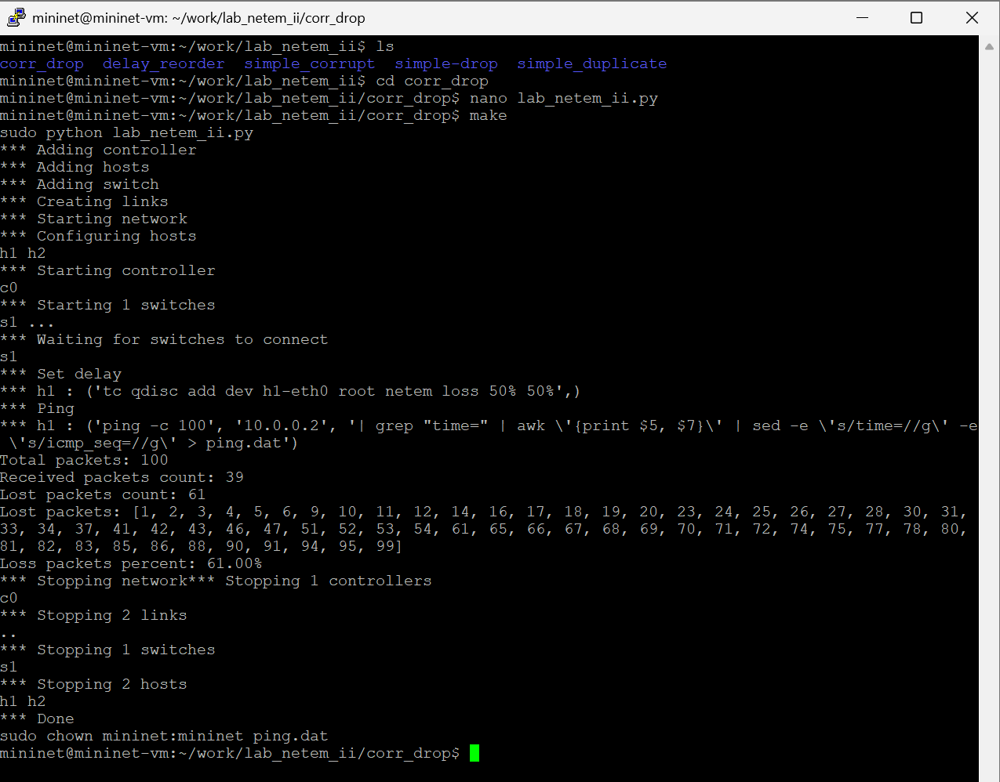 mininet@mininet-vm: ~/work/lab_netem_ii/corr_drop
mininet@mininet-vm:~/work/lab_netem_ii$ ls
corr_drop  delay_reorder  simple_corrupt  simple-drop  simple_duplicate
mininet@mininet-vm:~/work/lab_netem_ii$ cd corr_drop
mininet@mininet-vm:~/work/lab_netem_ii/corr_drop$ nano lab_netem_ii.py
mininet@mininet-vm:~/work/lab_netem_ii/corr_drop$ make
sudo python lab_netem_ii.py
*** Adding controller
*** Adding hosts
*** Adding switch
*** Creating links
*** Starting network
*** Configuring hosts
h1 h2
*** Starting controller
c0
*** Starting 1 switches
s1 ...
*** Waiting for switches to connect
s1
*** Set delay
*** h1 : ('tc qdisc add dev h1-eth0 root netem loss 50% 50%',)
*** Ping
*** h1 : ('ping -c 100', '10.0.0.2', '| grep "time=" | awk \'{print $5, $7}\' | sed -e \'s/time=//g\' -e
 \'s/icmp_seq=//g\' > ping.dat')
Total packets: 100
Received packets count: 39
Lost packets count: 61
Lost packets: [1, 2, 3, 4, 5, 6, 9, 10, 11, 12, 14, 16, 17, 18, 19, 20, 23, 24, 25, 26, 27, 28, 30, 31,
33, 34, 37, 41, 42, 43, 46, 47, 51, 52, 53, 54, 61, 65, 66, 67, 68, 69, 70, 71, 72, 74, 75, 77, 78, 80,
81, 82, 83, 85, 86, 88, 90, 91, 94, 95, 99]
Loss packets percent: 61.00%
*** Stopping network*** Stopping 1 controllers
c0
*** Stopping 2 links
..
*** Stopping 1 switches
s1
*** Stopping 2 hosts
h1 h2
*** Done
sudo chown mininet:mininet ping.dat
mininet@mininet-vm:~/work/lab_netem_ii/corr_drop$